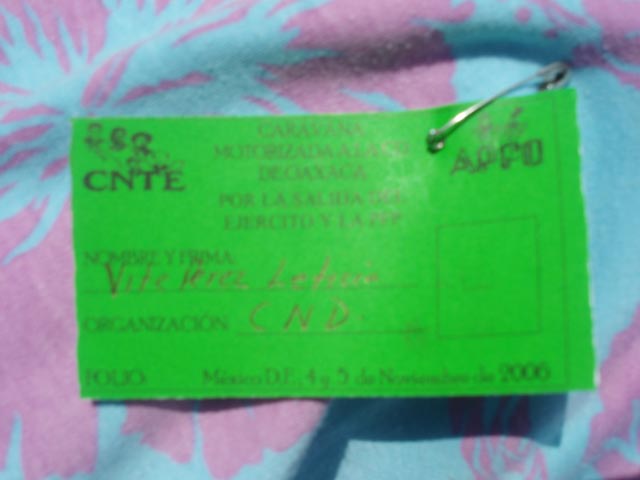 CARAVANA
MOTORIZADA A LA CD
DE OAXACA
POR LA SALIDA DEL
EJERCITO Y LA PFP
CNTE
APPO
NOMBRE Y FIRMA:
Vite Pérez Leticia
ORGANIZACIÓN C N D
FOLIO: México D.F., 4 y 5 de Noviembre de 2006